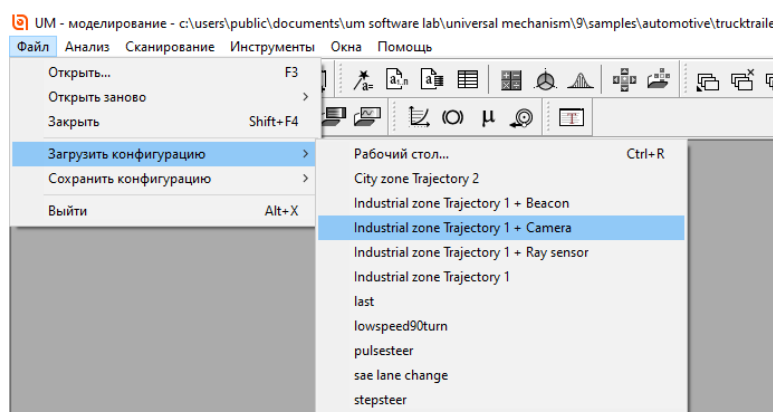 UM - моделирование - c:\users\public\documents\um software lab\universal mechanism\9\samples\automotive\trucktraile
Файл Анализ Сканирование Инструменты Окна Помощь
Открыть... F3
Открыть заново
Закрыть Shift+F4
Загрузить конфигурацию
Сохранить конфигурацию
Выйти Alt+X
Рабочий стол... Ctrl+R
City zone Trajectory 2
Industrial zone Trajectory 1 + Beacon
Industrial zone Trajectory 1 + Camera
Industrial zone Trajectory 1 + Ray sensor
Industrial zone Trajectory 1
last
lowspeed90turn
pulsesteer
sae lane change
stepsteer